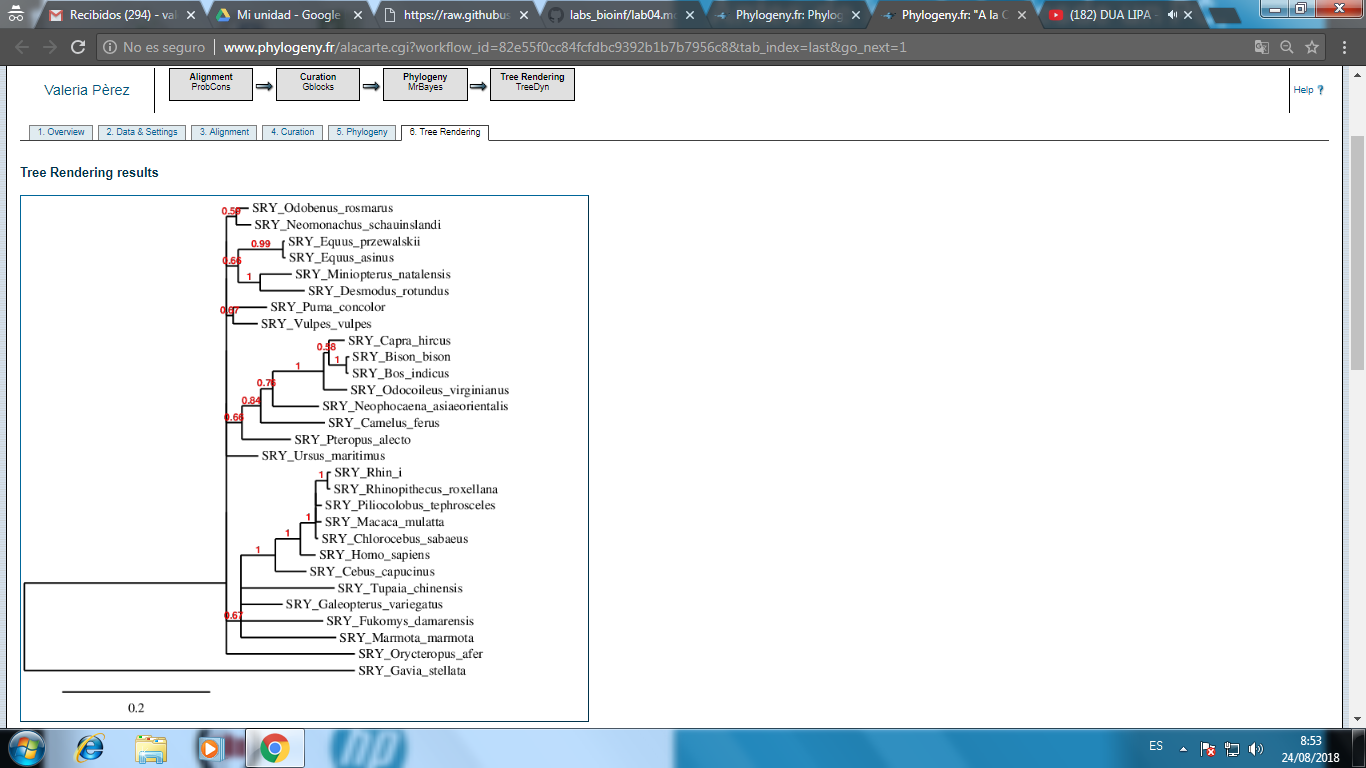 Recibidos (294) - val
Mi unidad - Google
https://raw.githubus
labs_bioinf/lab04.m
Phylogeny.fr: Phylog
Phylogeny.fr: "A la C
(182) DUA LIPA -
No es seguro
www.phylogeny.fr/alacarte.cgi?workflow_id=82e55f0cc84fcfdbc9392b1b7b7956c8&tab_index=last&go_next=1
Valeria Pèrez
Alignment
ProbCons
Curation
Gblocks
Phylogeny
MrBayes
Tree Rendering
TreeDyn
Help ?
1. Overview
2. Data & Settings
3. Alignment
4. Curation
5. Phylogeny
6. Tree Rendering
Tree Rendering results
0.59
SRY_Odobenus_rosmarus
SRY_Neomonachus_schauinslandi
0.99
SRY_Equus_przewalskii
SRY_Equus_asinus
0.66
1
SRY_Miniopterus_natalensis
SRY_Desmodus_rotundus
0.67
SRY_Puma_concolor
SRY_Vulpes_vulpes
0.58
SRY_Capra_hircus
1
SRY_Bison_bison
1
SRY_Bos_indicus
0.76
SRY_Odocoileus_virginianus
0.84
SRY_Neophocaena_asiaeorientalis
0.66
SRY_Camelus_ferus
SRY_Pteropus_alecto
SRY_Ursus_maritimus
1
SRY_Rhin_i
SRY_Rhinopithecus_roxellana
SRY_Piliocolobus_tephrosceles
1
SRY_Macaca_mulatta
1
SRY_Chlorocebus_sabaeus
1
SRY_Homo_sapiens
SRY_Cebus_capucinus
SRY_Tupaia_chinensis
SRY_Galeopterus_variegatus
0.67
SRY_Fukomys_damarensis
SRY_Marmota_marmota
SRY_Orycteropus_afer
SRY_Gavia_stellata
0.2
ES
8:53
24/08/2018